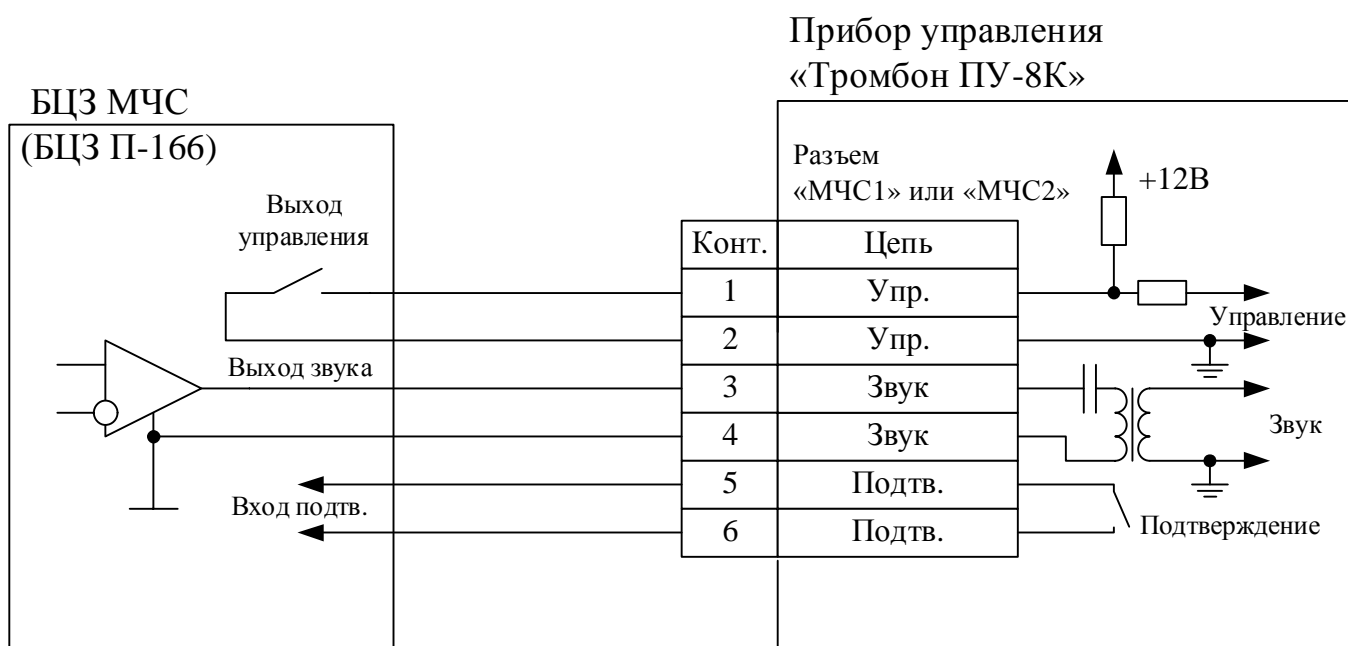 Прибор управления
«Тромбон ПУ-8К»
БЦЗ МЧС
(БЦЗ П-166)
Разъем
«МЧС1» или «МЧС2»
+12В
Выход
управления
Конт.
Цепь
1
Упр.
Управление
2
Упр.
Выход звука
3
Звук
4
Звук
Звук
5
Подтв.
Вход подтв.
6
Подтв.
Подтверждение